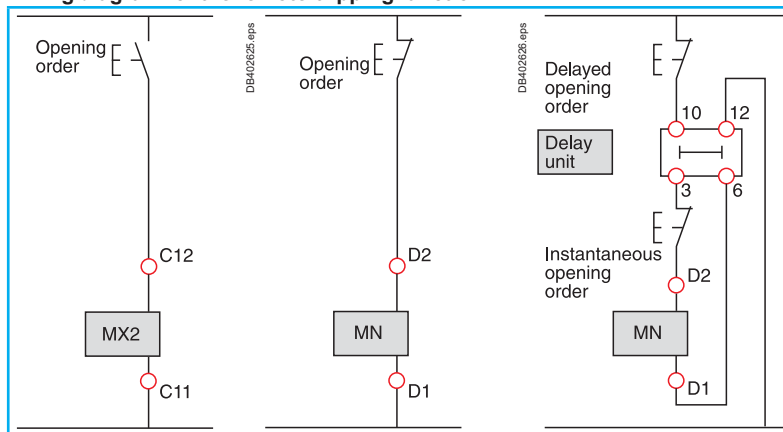 Opening
order
C12
MX2
C11
DB402625.eps
Opening
order
D2
MN
D1
DB402626.eps
Delayed
opening
order
10
12
Delay
unit
3
6
Instantaneous
opening
order
D2
MN
D1